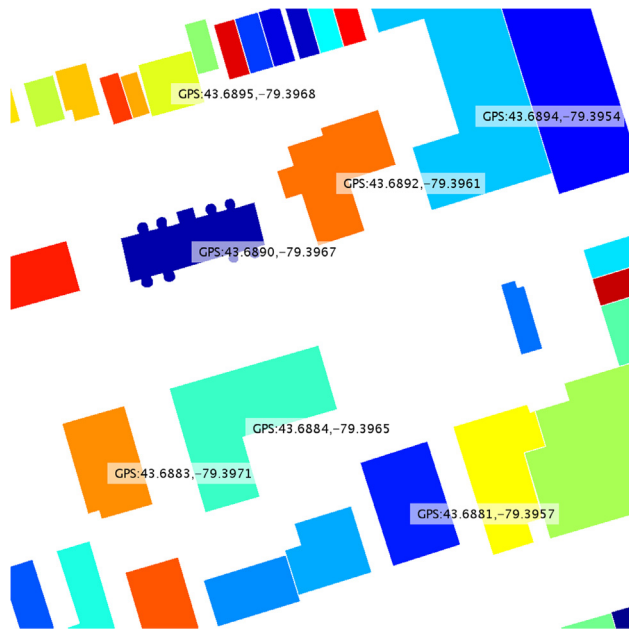 GPS:43.6895,−79.3968
GPS:43.6894,−79.3954
GPS:43.6892,−79.3961
GPS:43.6890,−79.3967
GPS:43.6884,−79.3965
GPS:43.6883,−79.3971
GPS:43.6881,−79.3957